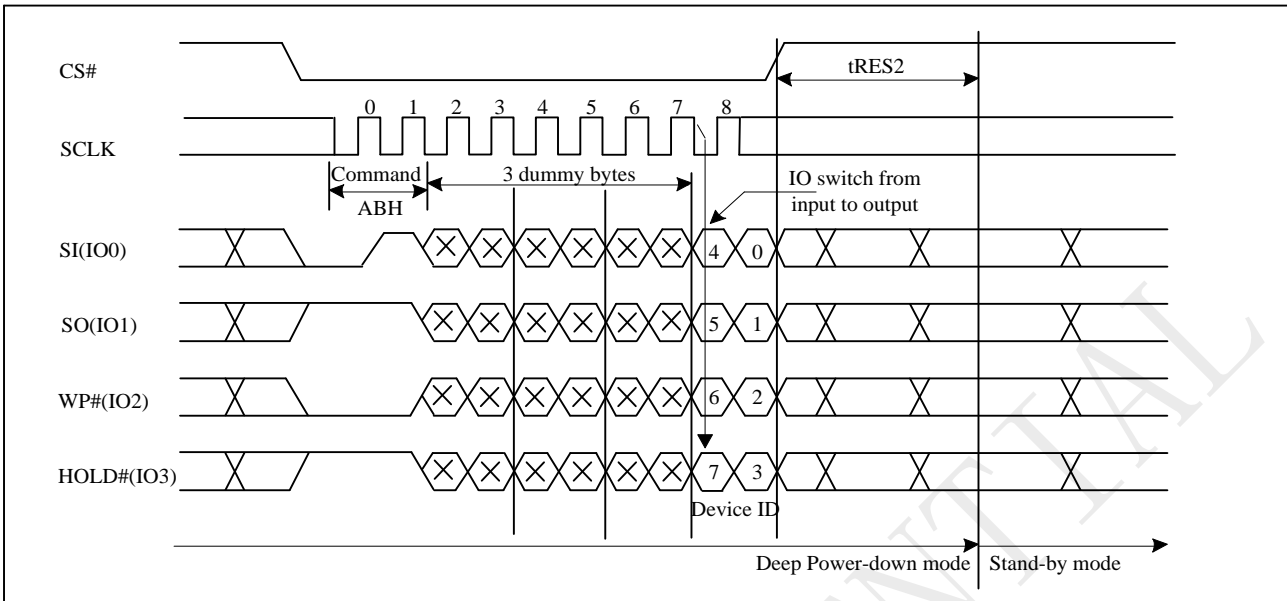 CS#
tRES2
0 1 2 3 4 5 6 7 8
SCLK
Command
3 dummy bytes
IO switch from
input to output
ABH
SI(IO0)
4 0
SO(IO1)
5 1
WP#(IO2)
6 2
HOLD#(IO3)
7 3
Device ID
Deep Power-down mode
Stand-by mode